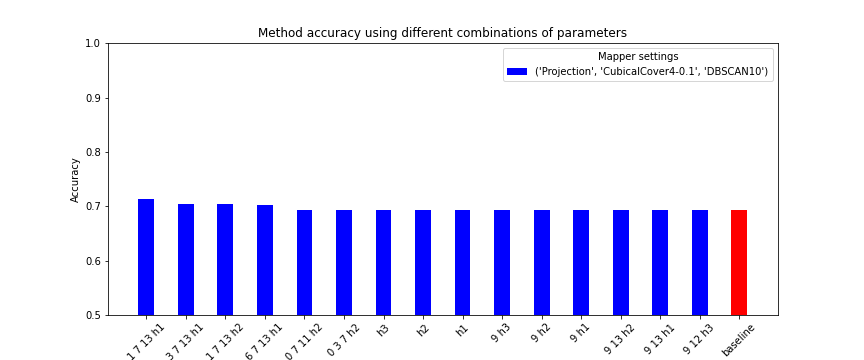 Method accuracy using different combinations of parameters
Mapper settings
('Projection', 'CubicalCover4-0.1', 'DBSCAN10')
Accuracy
1.0
0.9
0.8
0.7
0.6
0.5
1 7 13 h1
3 7 13 h1
1 7 13 h2
6 7 13 h1
0 7 11 h2
0 3 7 h2
h3
h2
h1
9 h3
9 h2
9 h1
9 13 h2
9 13 h1
9 12 h3
baseline